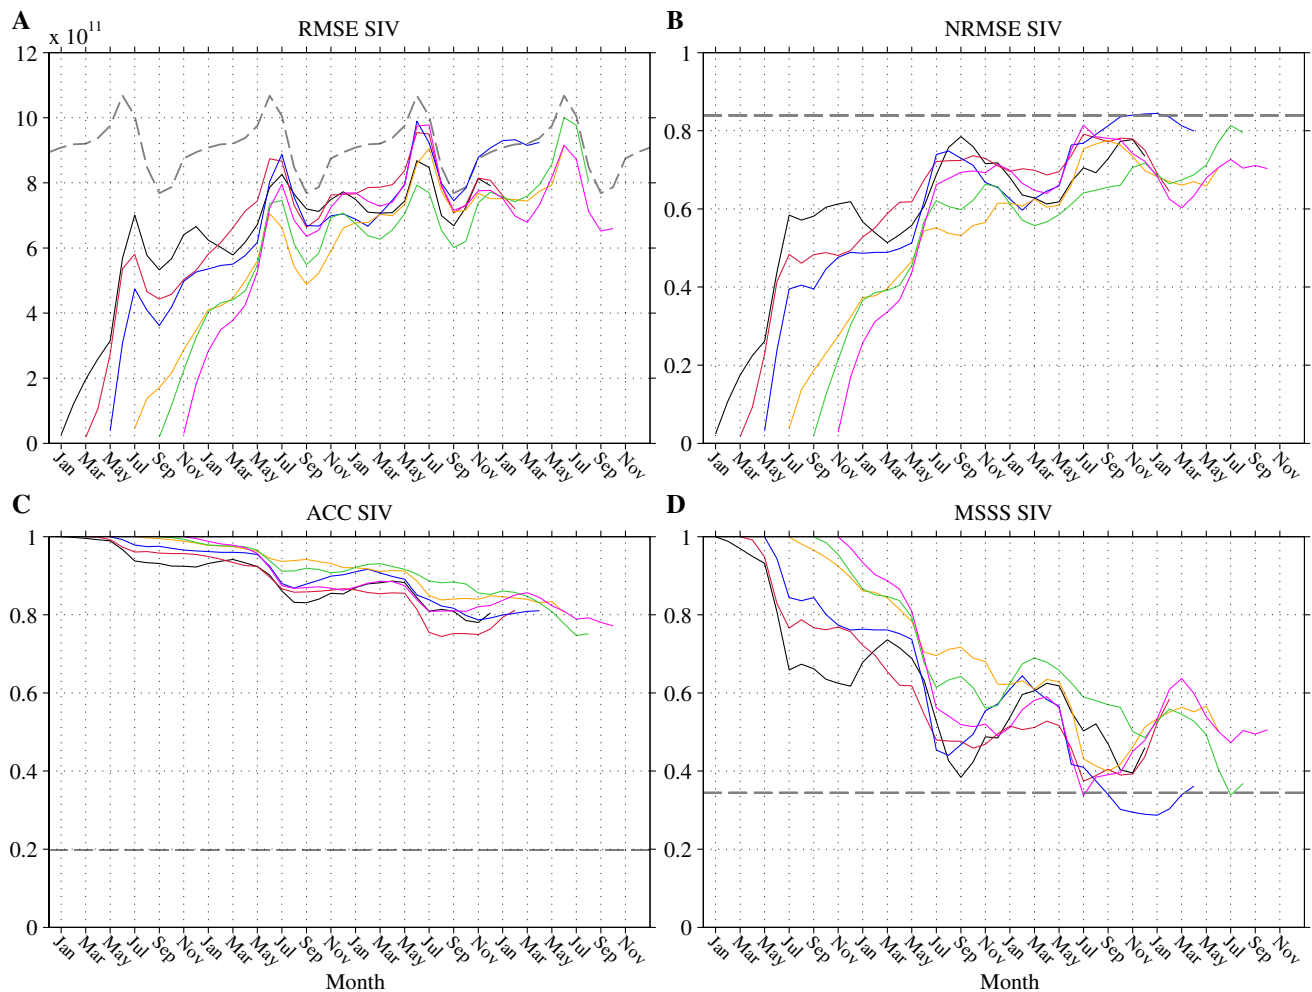 A
x 10^11
RMSE SIV
12
10
8
6
4
2
0
Jan Mar May Jul Sep Nov Jan Mar May Jul Sep Nov Jan Mar May Jul Sep Nov Jan Mar May Jul Sep Nov
B
NRMSE SIV
1
0.8
0.6
0.4
0.2
0
Jan Mar May Jul Sep Nov Jan Mar May Jul Sep Nov Jan Mar May Jul Sep Nov Jan Mar May Jul Sep Nov
C
ACC SIV
1
0.8
0.6
0.4
0.2
0
Jan Mar May Jul Sep Nov Jan Mar May Jul Sep Nov Jan Mar May Jul Sep Nov Jan Mar May Jul Sep Nov
Month
D
MSSS SIV
1
0.8
0.6
0.4
0.2
0
Jan Mar May Jul Sep Nov Jan Mar May Jul Sep Nov Jan Mar May Jul Sep Nov Jan Mar May Jul Sep Nov
Month